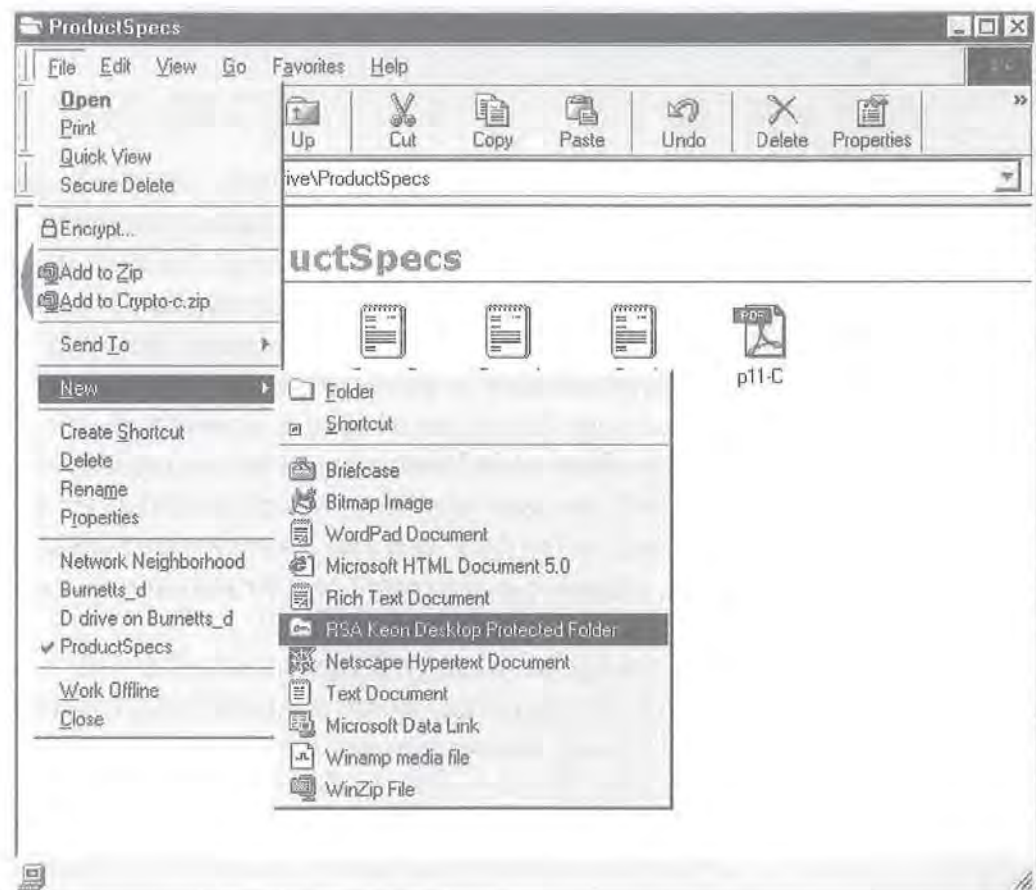 ProductSpecs
File Edit View Go Favorites Help
Open
Print
Quick View
Secure Delete
Encrypt...
Add to Zip
Add to Crypto-c.zip
Send To
New
Create Shortcut
Delete
Rename
Properties
Network Neighborhood
Burnetts_d
D drive on Burnetts_d
ProductSpecs
Work Offline
Close
Up Cut Copy Paste Undo Delete Properties »
ive\ProductSpecs
uctSpecs
PDF
p11-C
Folder
Shortcut
Briefcase
Bitmap Image
WordPad Document
Microsoft HTML Document 5.0
Rich Text Document
RSA Keon Desktop Protected Folder
Netscape Hypertext Document
Text Document
Microsoft Data Link
Winamp media file
WinZip File